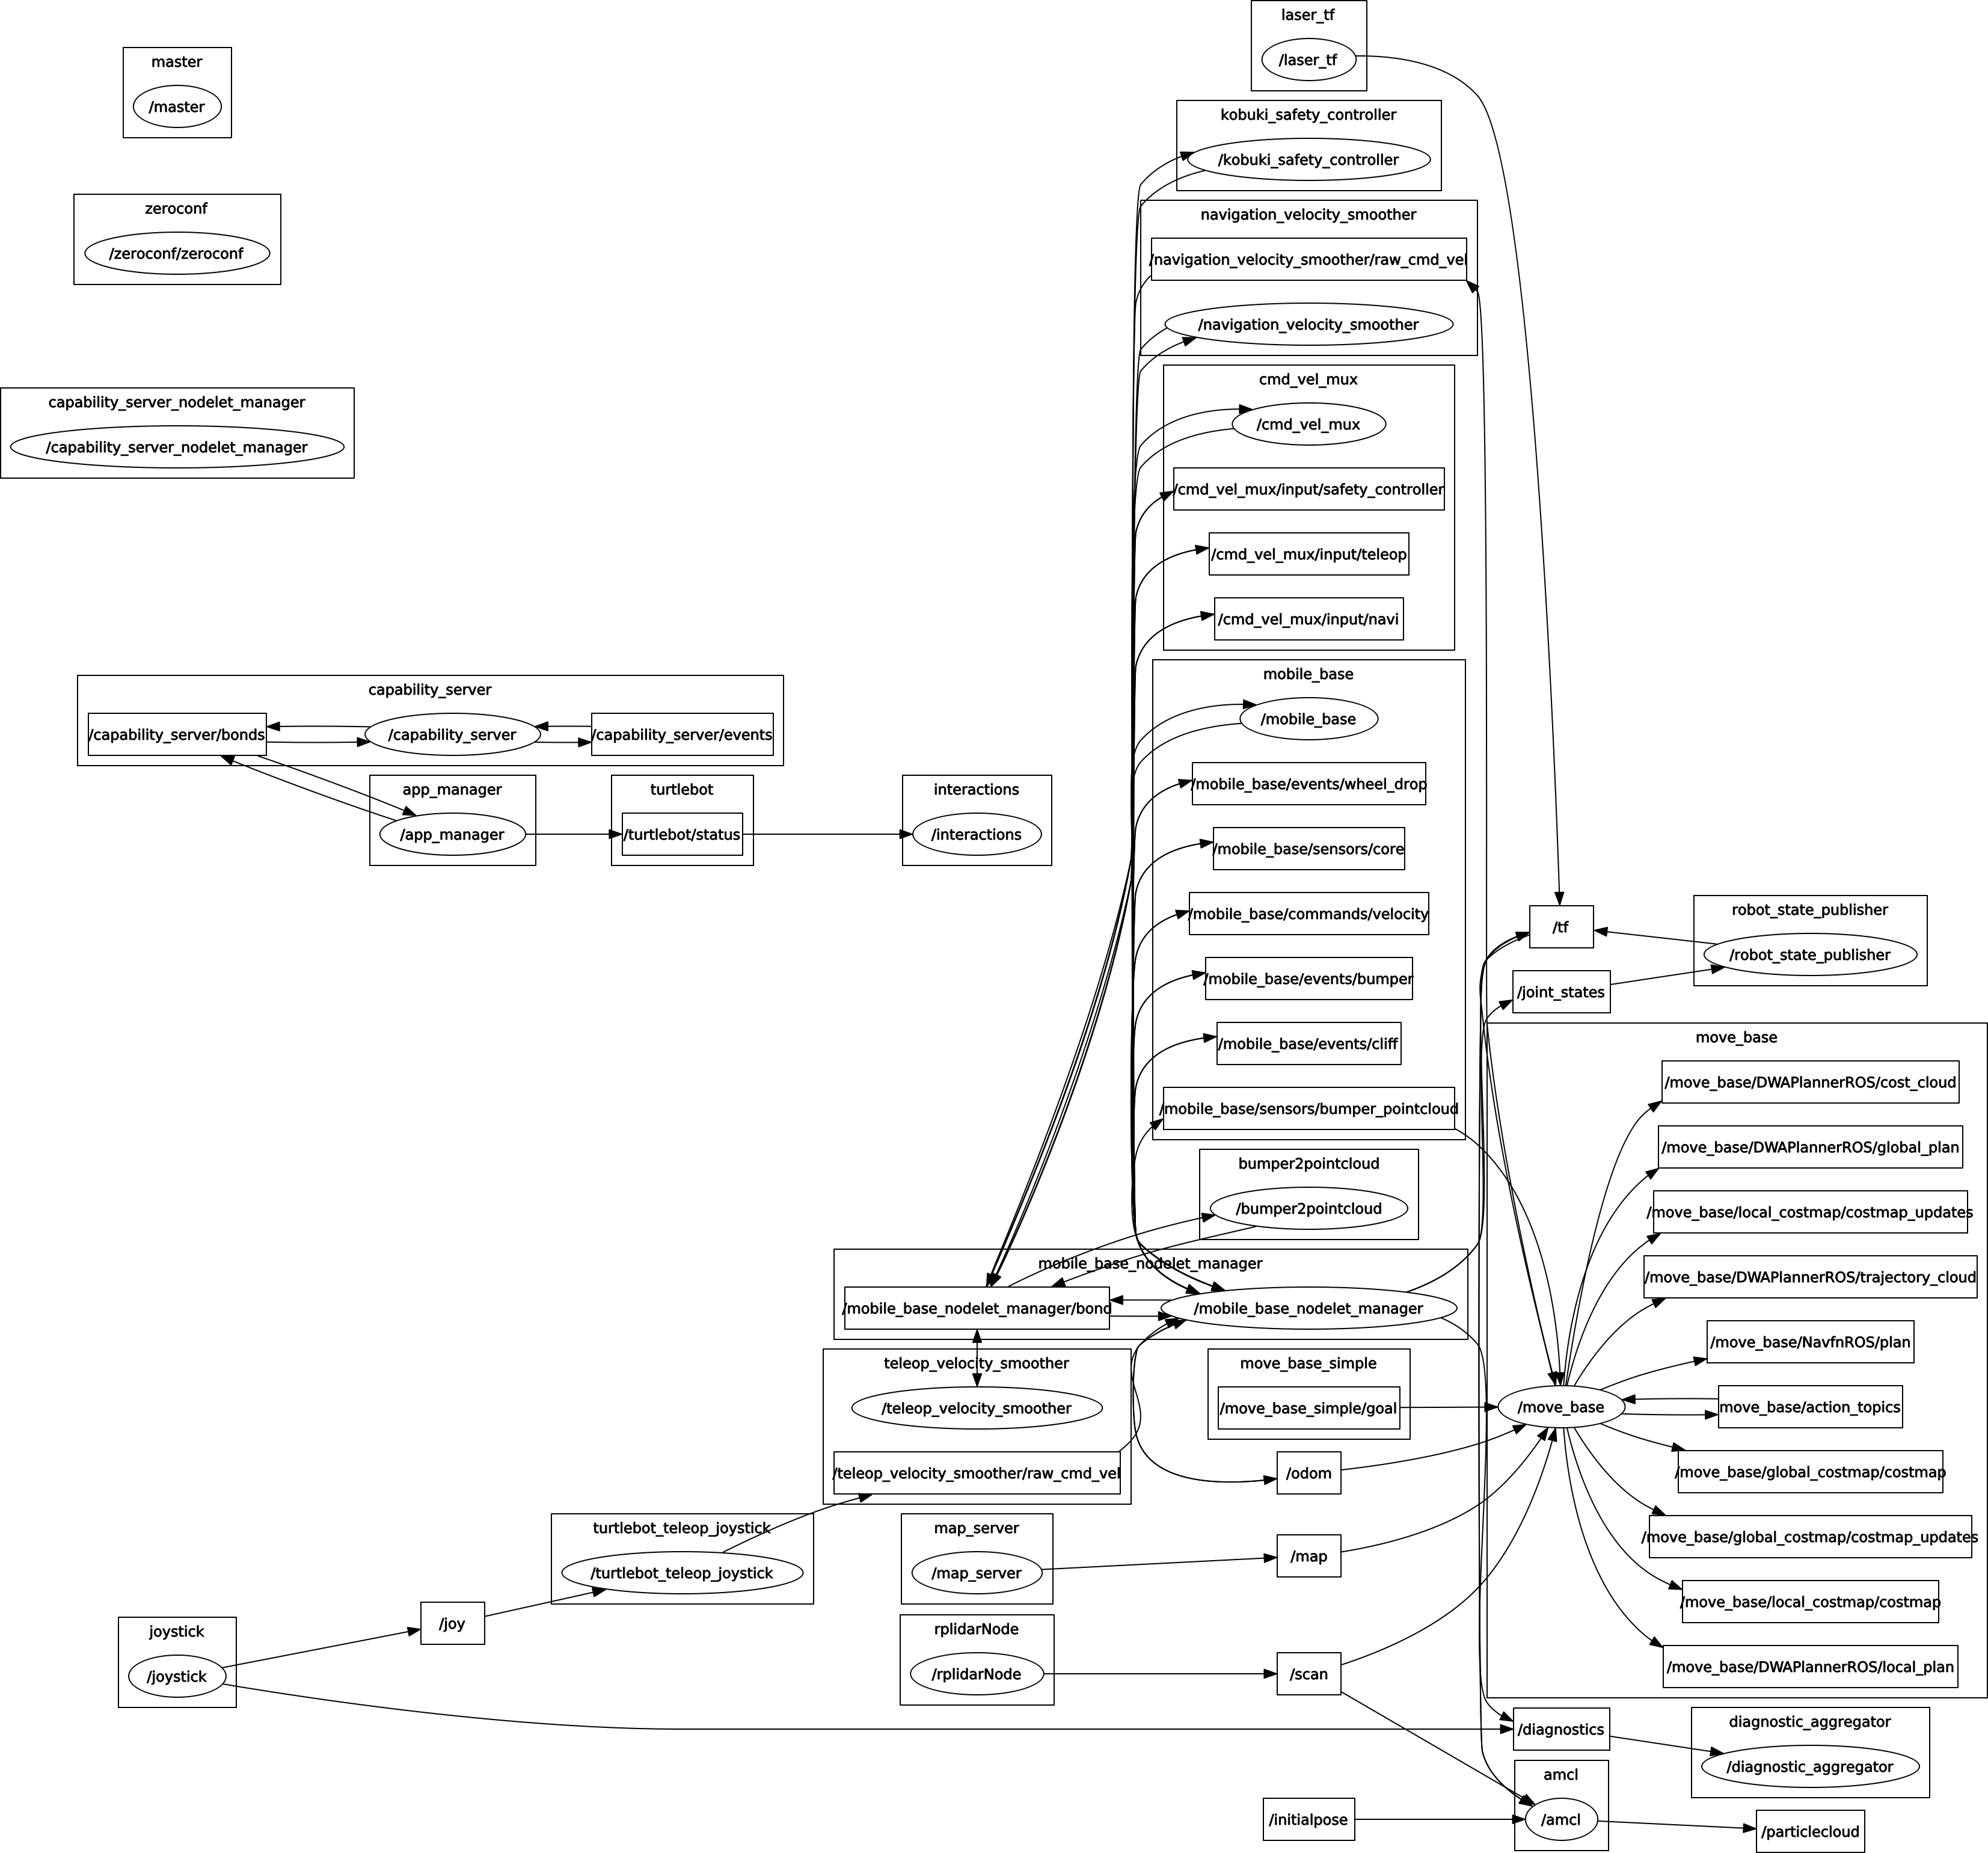 laser_tf
/laser_tf
master
/master
kobuki_safety_controller
/kobuki_safety_controller
zeroconf
/zeroconf/zeroconf
navigation_velocity_smoother
/navigation_velocity_smoother/raw_cmd_vel
/navigation_velocity_smoother
capability_server_nodelet_manager
/capability_server_nodelet_manager
cmd_vel_mux
/cmd_vel_mux
/cmd_vel_mux/input/safety_controller
/cmd_vel_mux/input/teleop
/cmd_vel_mux/input/navi
capability_server
/capability_server/bonds
/capability_server
/capability_server/events
app_manager
/app_manager
turtlebot
/turtlebot/status
interactions
/interactions
mobile_base
/mobile_base
/mobile_base/events/wheel_drop
/mobile_base/sensors/core
/mobile_base/commands/velocity
/mobile_base/events/bumper
/mobile_base/events/cliff
/mobile_base/sensors/bumper_pointcloud
/tf
robot_state_publisher
/robot_state_publisher
/joint_states
bumper2pointcloud
/bumper2pointcloud
mobile_base_nodelet_manager
/mobile_base_nodelet_manager/bond
/mobile_base_nodelet_manager
teleop_velocity_smoother
/teleop_velocity_smoother
/teleop_velocity_smoother/raw_cmd_vel
move_base_simple
/move_base_simple/goal
move_base
/move_base/DWAPlannerROS/cost_cloud
/move_base/DWAPlannerROS/global_plan
/move_base/local_costmap/costmap_updates
/move_base/DWAPlannerROS/trajectory_cloud
/move_base/NavfnROS/plan
/move_base
move_base/action_topics
/move_base/global_costmap/costmap
/move_base/global_costmap/costmap_updates
/move_base/local_costmap/costmap
/move_base/DWAPlannerROS/local_plan
/odom
turtlebot_teleop_joystick
/turtlebot_teleop_joystick
map_server
/map_server
/map
joystick
/joystick
/joy
rplidarNode
/rplidarNode
/scan
/diagnostics
diagnostic_aggregator
/diagnostic_aggregator
/initialpose
amcl
/amcl
/particlecloud